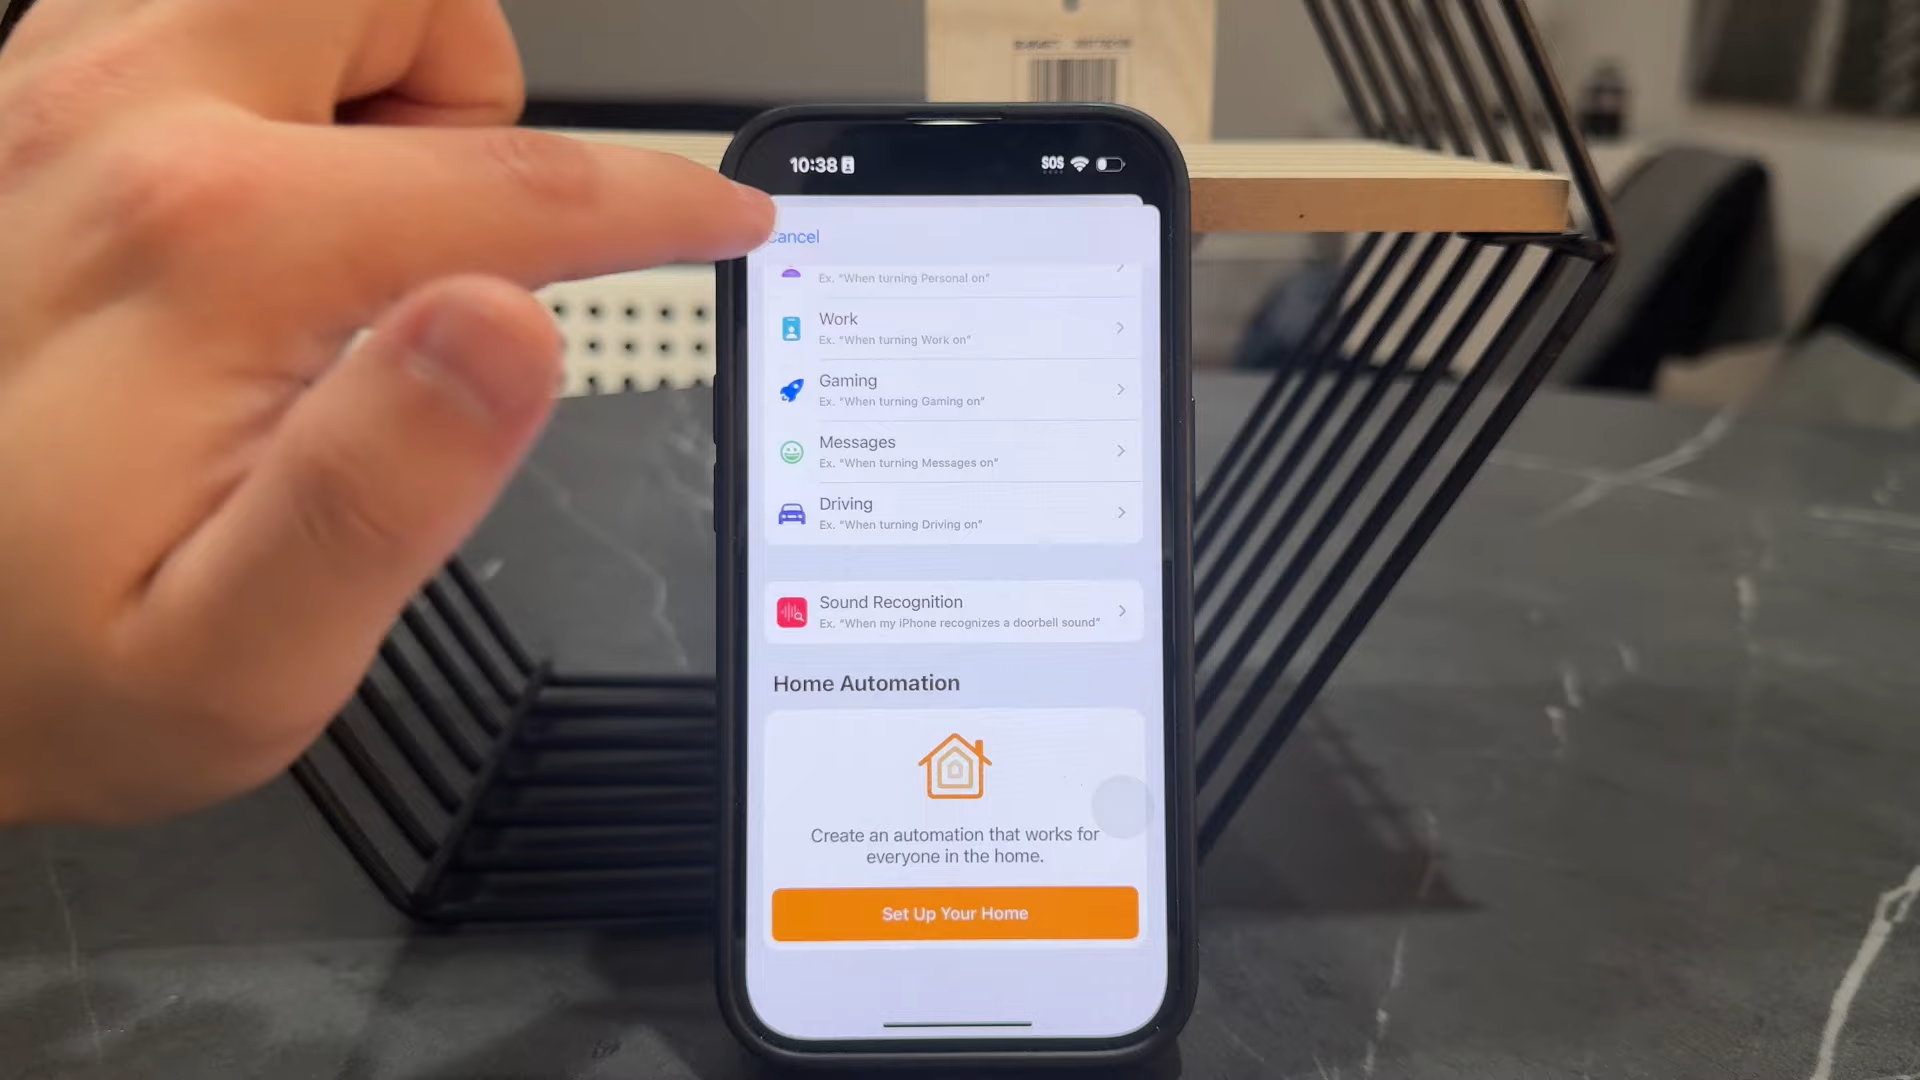 10:38
SOS
Cancel
Ex. "When turning Personal on"
Work
Ex. "When turning Work on"
Gaming
Ex. "When turning Gaming on"
Messages
Ex. "When turning Messages on"
Driving
Ex. "When turning Driving on"
Sound Recognition
Ex. "When my iPhone recognizes a doorbell sound"
Home Automation
Create an automation that works for
everyone in the home.
Set Up Your Home